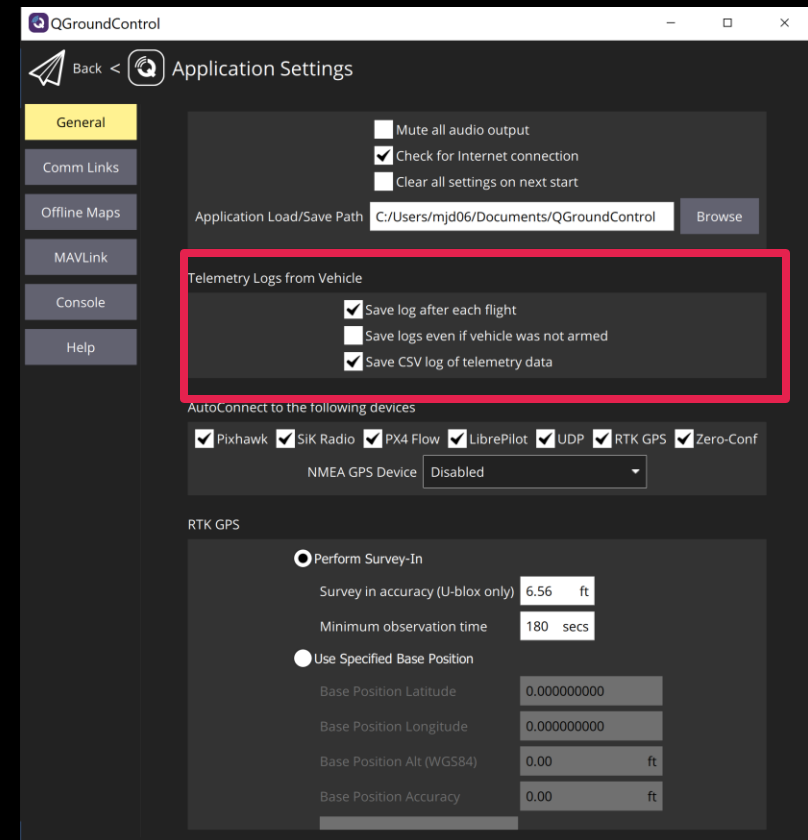 QGroundControl
Back < Application Settings
General
Comm Links
Offline Maps
MAVLink
Console
Help
Mute all audio output
Check for Internet connection
Clear all settings on next start
Application Load/Save Path C:/Users/mjd06/Documents/QGroundControl Browse
Telemetry Logs from Vehicle
Save log after each flight
Save logs even if vehicle was not armed
Save CSV log of telemetry data
AutoConnect to the following devices
Pixhawk SiK Radio PX4 Flow LibrePilot UDP RTK GPS Zero-Conf
NMEA GPS Device Disabled
RTK GPS
Perform Survey-In
Survey in accuracy (U-blox only) 6.56 ft
Minimum observation time 180 secs
Use Specified Base Position
Base Position Latitude 0.000000000
Base Position Longitude 0.000000000
Base Position Alt (WGS84) 0.00 ft
Base Position Accuracy 0.00 ft